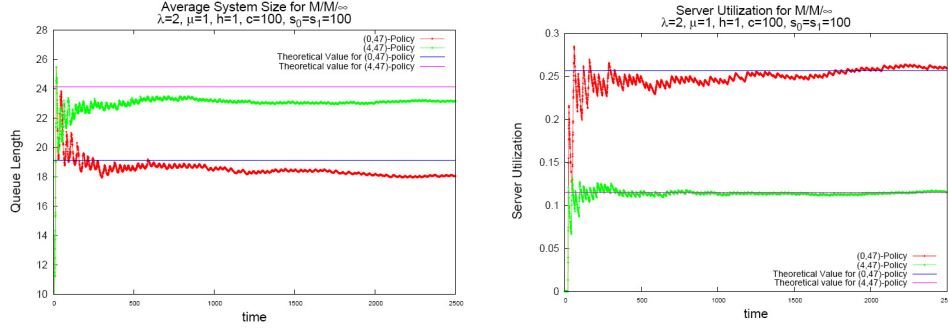 Average System Size for M/M/∞
λ=2, μ=1, h=1, c=100, s₀=s₁=100
28
26
24
22
20
18
16
14
12
10
Queue Length
(0,47)-Policy
(4,47)-Policy
Theoretical Value for (0,47)-policy
Theoretical value for (4,47)-policy
0
500
1000
1500
2000
2500
time
Server Utilization for M/M/∞
λ=2, μ=1, h=1, c=100, s₀=s₁=100
0.3
0.25
0.2
0.15
0.1
0.05
0
Server Utilization
(0,47)-Policy
(4,47)-Policy
Theoretical Value for (0,47)-policy
Theoretical value for (4,47)-policy
0
500
1000
1500
2000
25
time